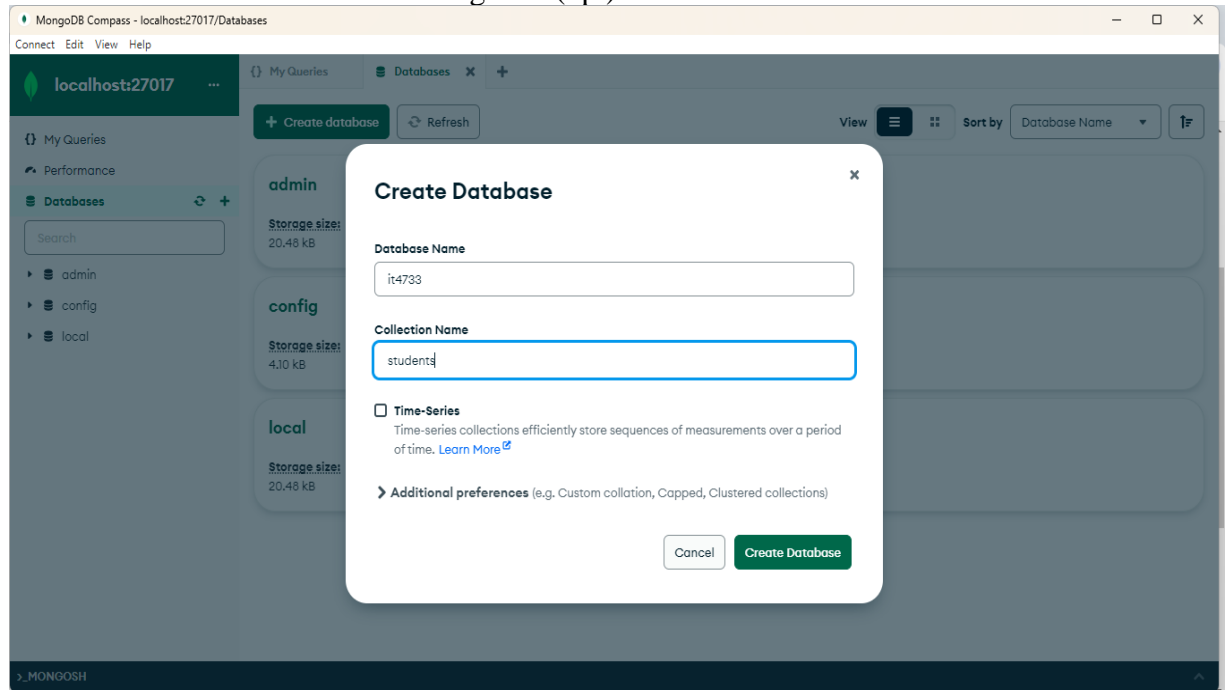 MongoDB Compass - localhost:27017/Databases
Connect Edit View Help
localhost:27017 ...
{} My Queries
Databases
My Queries
Performance
Databases
Search
admin
config
local
+ Create database
Refresh
View
Sort by
Database Name
admin
Storage size:
20.48 kB
config
Storage size:
4.10 kB
local
Storage size:
20.48 kB
Create Database
Database Name
it4733
Collection Name
students
Time-Series
Time-series collections efficiently store sequences of measurements over a period
of time. Learn More
Additional preferences (e.g. Custom collation, Capped, Clustered collections)
Cancel
Create Database
>_MONGOSH